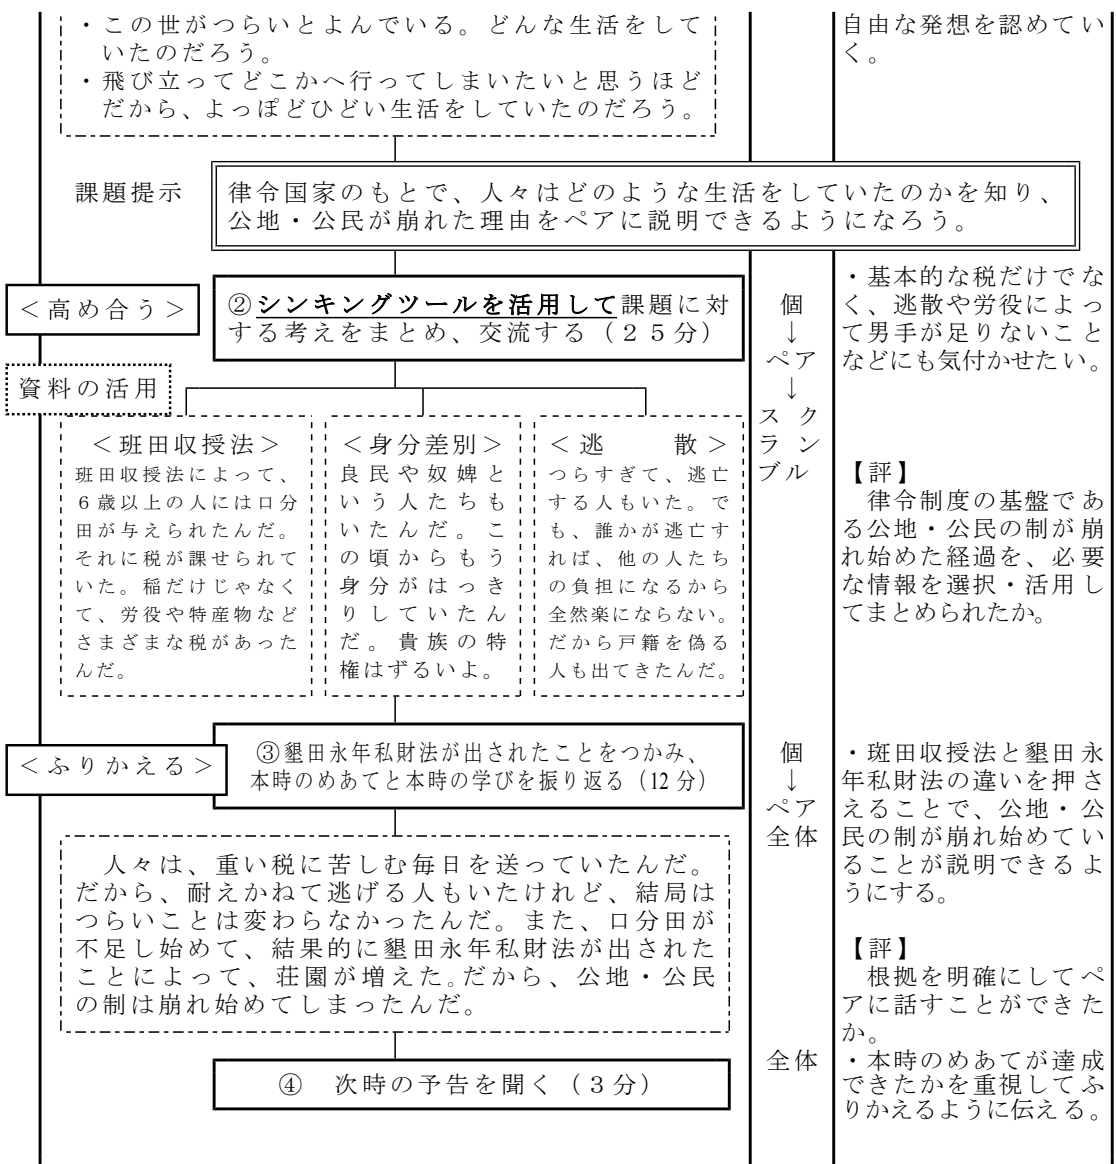 ・この世がつらいとよんでいる。どんな生活をして
いたのだろう。
・飛び立ってどこかへ行ってしまいたいと思うほど
だから、よっぽどひどい生活をしていたのだろう。
自由な発想を認めてい
く。
課題提示
律令国家のもとで、人々はどのような生活をしていたのかを知り、
公地・公民が崩れた理由をペアに説明できるようになろう。
＜高め合う＞
②シンキングツールを活用して課題に対
する考えをまとめ、交流する（２５分）
個
↓
ペア
↓
スク
ラン
ブル
・基本的な税だけでな
く、逃散や労役によっ
て男手が足りないこと
などにも気付かせたい。
資料の活用
＜班田収授法＞
班田収授法によって、
６歳以上の人には口分
田が与えられたんだ。
それに税が課せられて
いた。稲だけじゃなく
て、労役や特産物など
さまざまな税があった
んだ。
＜身分差別＞
良民や奴婢と
いう人たちも
いたんだ。こ
の頃からもう
身分がはっき
りしていたん
だ。貴族の特
権はずるいよ。
＜逃　　散＞
つらすぎて、逃亡
する人もいた。で
も、誰かが逃亡す
れば、他の人たち
の負担になるから
全然楽にならない。
だから戸籍を偽る
人も出てきたんだ。
【評】
律令制度の基盤であ
る公地・公民の制が崩
れ始めた経過を、必要
な情報を選択・活用し
てまとめられたか。
＜ふりかえる＞
③墾田永年私財法が出されたことをつかみ、
本時のめあてと本時の学びを振り返る（12 分）
個
↓
ペア
全体
・斑田収授法と墾田永
年私財法の違いを押さ
えることで、公地・公
民の制が崩れ始めてい
ることが説明できるよ
うにする。
人々は、重い税に苦しむ毎日を送っていたんだ。
だから、耐えかねて逃げる人もいたけれど、結局は
つらいことは変わらなかったんだ。また、口分田が
不足し始めて、結果的に墾田永年私財法が出された
ことによって、荘園が増えた。だから、公地・公民
の制は崩れ始めてしまったんだ。
【評】
根拠を明確にしてペ
アに話すことができた
か。
④　次時の予告を聞く（３分）
全体
・本時のめあてが達成
できたかを重視してふ
りかえるように伝える。